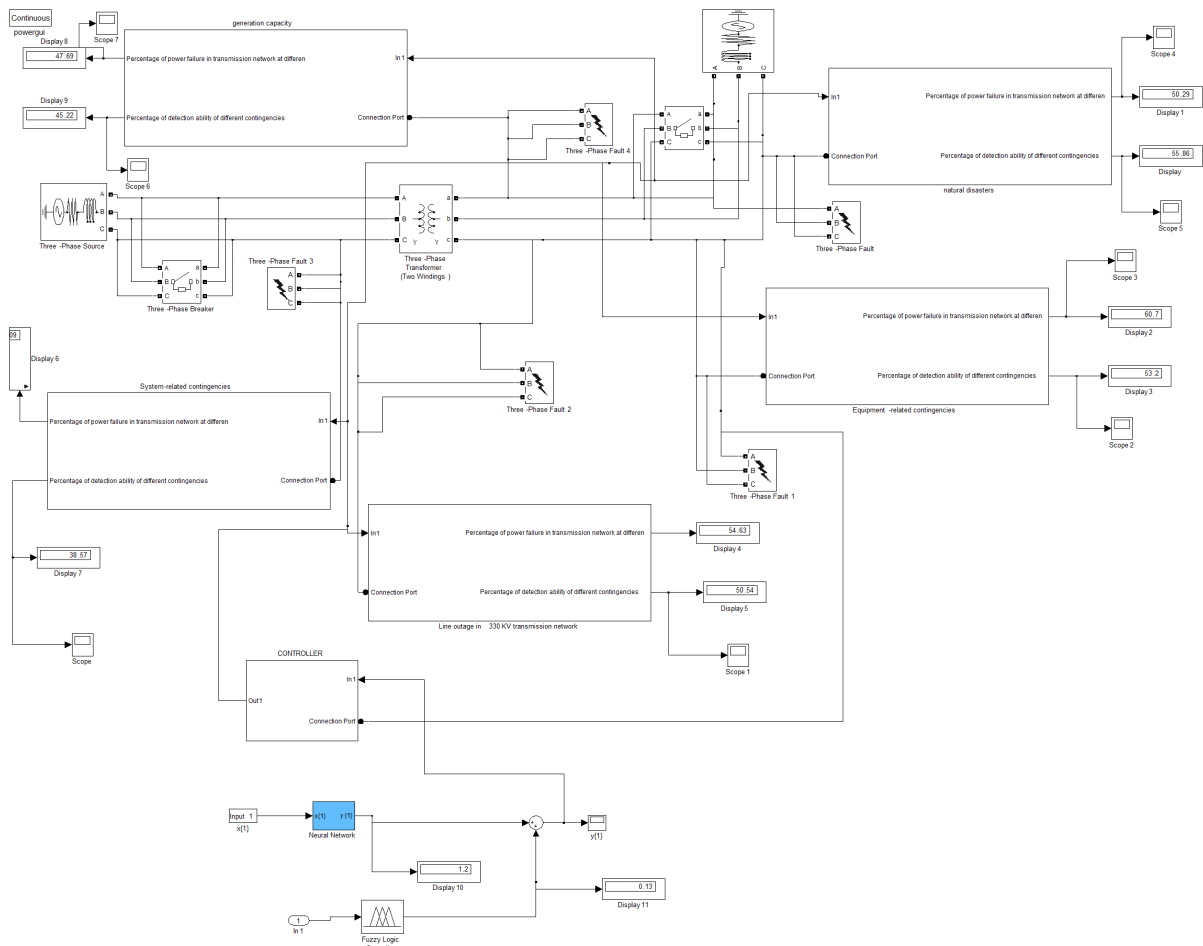 Continuous
powergui
Scope 7
Display 8
47.69
Display 9
45.22
Scope 6
generation capacity
Percentage of power failure in transmission network at differen
In1
Percentage of detection ability of different contingencies
Connection Port
A
B
C
Three -Phase Fault 4
A
B
C
A
B
C
a
b
c
In1
Percentage of power failure in transmission network at differen
Connection Port
Percentage of detection ability of different contingencies
natural disasters
Scope 4
50.29
Display 1
55.86
Display
Scope 5
A
B
C
Three -Phase Source
A
B
C
a
b
c
Three -Phase Breaker
Three -Phase Fault 3
A
B
C
A
B
C
a
b
c
Y
Y
Three -Phase
Transformer
(Two Windings )
A
B
C
Three -Phase Fault
In1
Percentage of power failure in transmission network at differen
Connection Port
Percentage of detection ability of different contingencies
Equipment -related contingencies
Scope 3
60.7
Display 2
53.2
Display 3
Scope 2
09
Display 6
System-related contingencies
Percentage of power failure in transmission network at differen
In1
Percentage of detection ability of different contingencies
Connection Port
38.57
Display 7
Scope
A
B
C
Three -Phase Fault 2
A
B
C
Three -Phase Fault 1
In1
Percentage of power failure in transmission network at differen
Connection Port
Percentage of detection ability of different contingencies
Line outage in 330 KV transmission network
54.63
Display 4
50.54
Display 5
Scope 1
CONTROLLER
In1
Out1
Connection Port
Input 1
x{1}
x{1} y{1}
Neural Network
y{1}
1.2
Display 10
0.13
Display 11
1
In 1
Fuzzy Logic